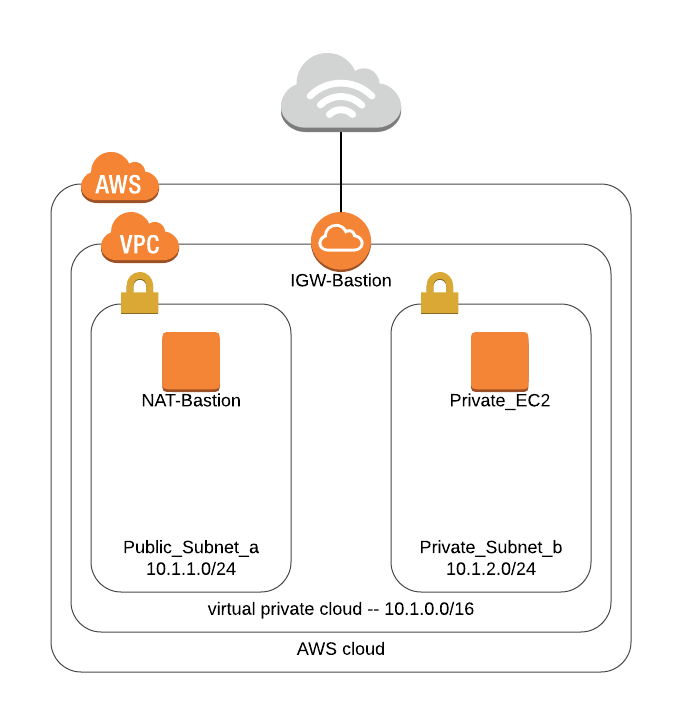 AWS
VPC
IGW-Bastion
NAT-Bastion
Private_EC2
Public_Subnet_a
10.1.1.0/24
Private_Subnet_b
10.1.2.0/24
virtual private cloud -- 10.1.0.0/16
AWS cloud